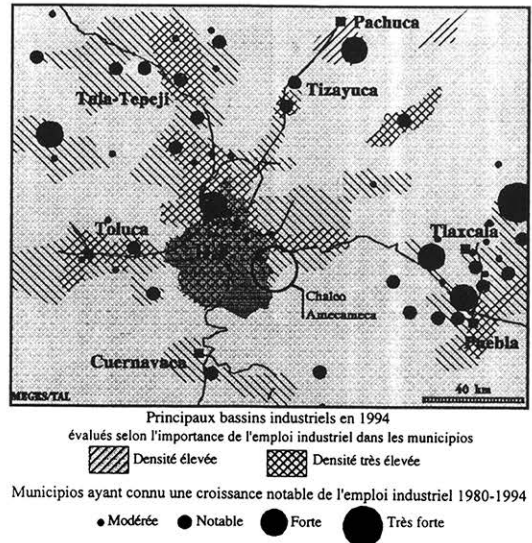 Pachuca
Tula-Tepeji
Tizayuca
Toluca
Tlaxcala
Chalco
Amecameca
Puebla
Cuernavaca
MEGES/TAL
40 km
Principaux bassins industriels en 1994
évalués selon l'importance de l'emploi industriel dans les municipios
Densité élevée
Densité très élevée
Municipios ayant connu une croissance notable de l'emploi industriel 1980-1994
Modérée
Notable
Forte
Très forte